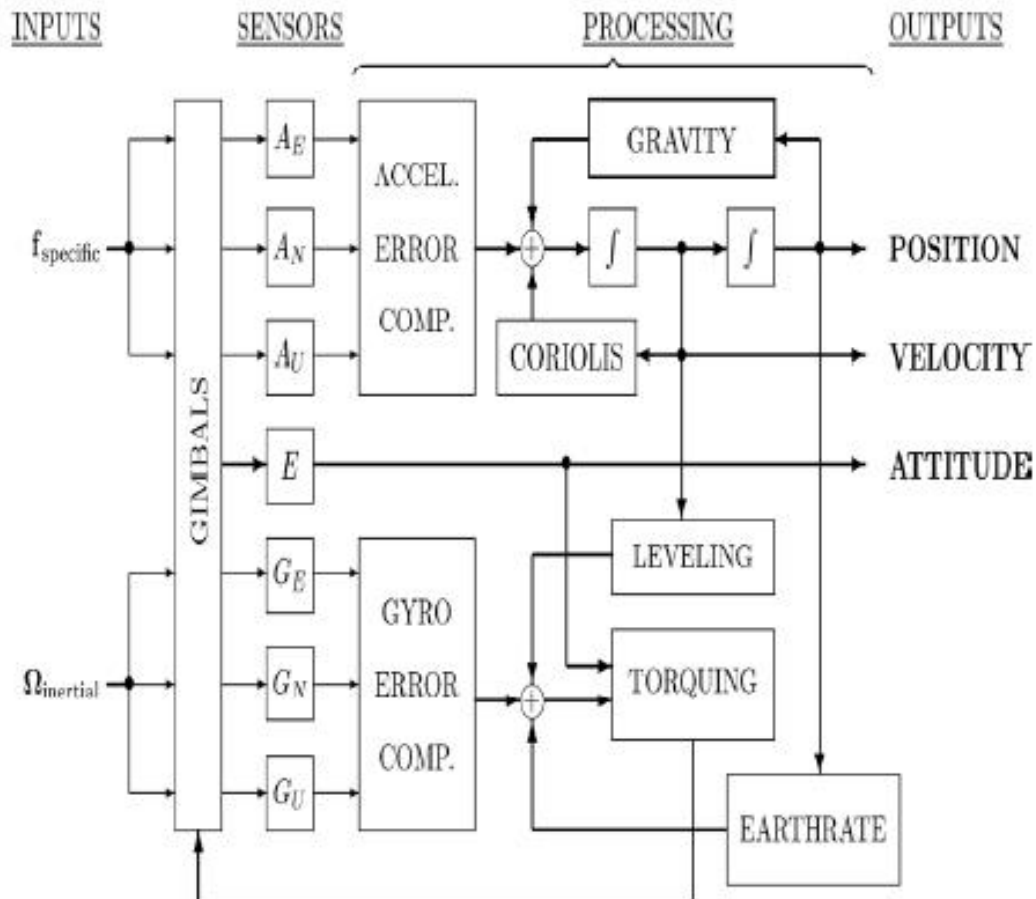 INPUTS SENSORS PROCESSING OUTPUTS
GRAVITY
A_E
ACCEL.
f_specific
A_N
ERROR
∫
∫
POSITION
COMP.
A_U
CORIOLIS
VELOCITY
GIMBALS
E
ATTITUDE
LEVELING
G_E
GYRO
Ω_inertial
G_N
ERROR
TORQUING
COMP.
G_U
EARTHRATE